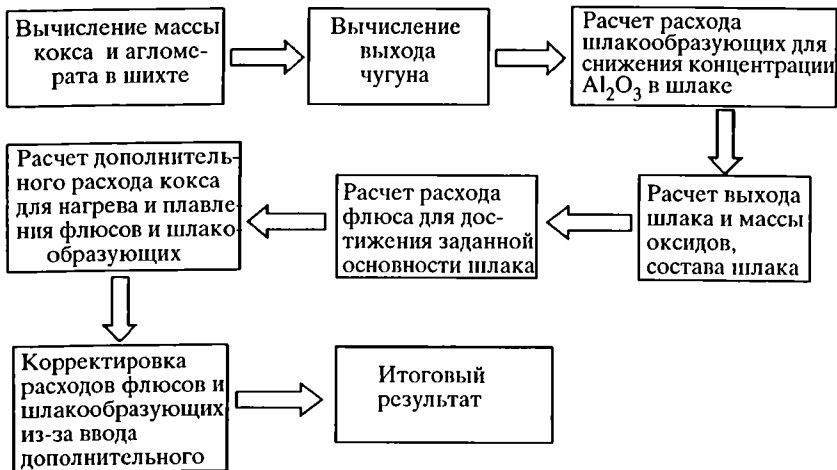 Вычисление массы
кокса и агломе-
рата в шихте
Вычисление
выхода
чугуна
Расчет расхода
шлакообразующих для
снижения концентрации
Al₂O₃ в шлаке
Расчет выхода
шлака и массы
оксидов,
состава шлака
Расчет расхода
флюса для дос-
тижения заданной
основности шлака
Расчет дополнитель-
ного расхода кокса
для нагрева и плавле-
ния флюсов и шлако-
образующих
Корректировка
расходов флюсов и
шлакообразующих
из-за ввода
дополнительного
Итоговый
результат